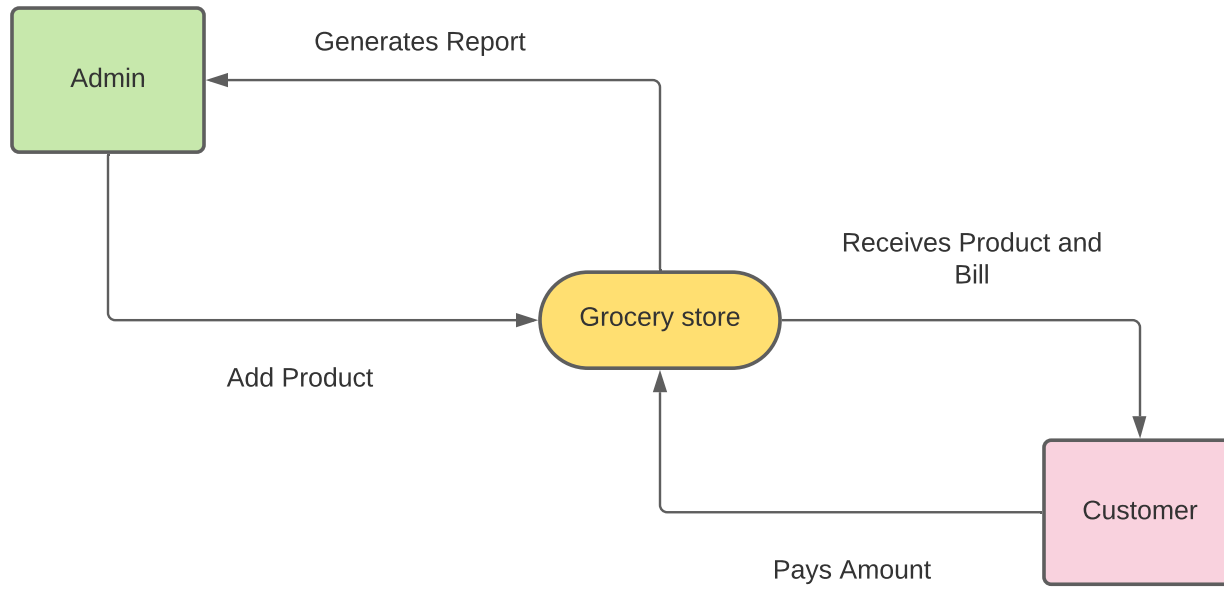 Generates Report
Admin
Receives Product and
Bill
Grocery store
Add Product
Customer
Pays Amount